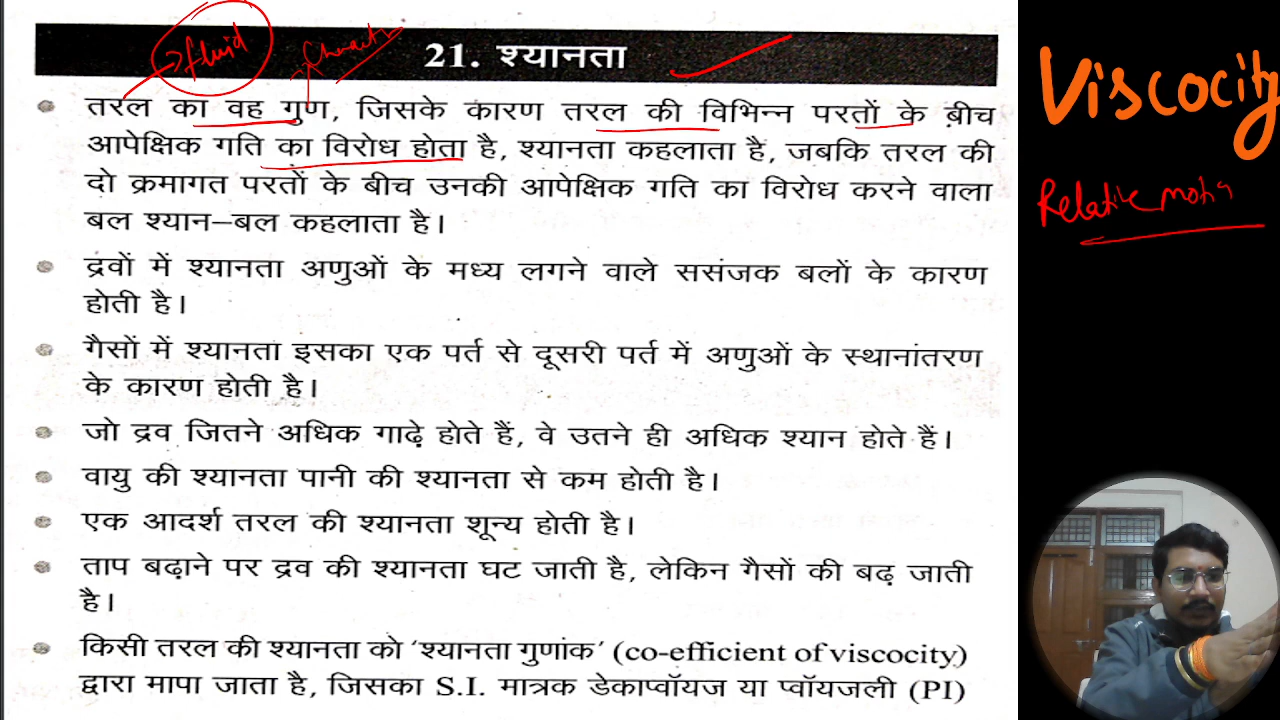 fluid
21. श्यानता
तरल का वह गुण, जिसके कारण तरल की विभिन्न परतों के बीच
आपेक्षिक गति का विरोध होता है, श्यानता कहलाता है, जबकि तरल की
दो क्रमागत परतों के बीच उनकी आपेक्षिक गति का विरोध करने वाला
बल श्यान–बल कहलाता है।
द्रवों में श्यानता अणुओं के मध्य लगने वाले ससंजक बलों के कारण
होती है।
गैसों में श्यानता इसका एक पर्त से दूसरी पर्त में अणुओं के स्थानांतरण
के कारण होती है।
जो द्रव जितने अधिक गाढ़े होते हैं, वे उतने ही अधिक श्यान होते हैं।
वायु की श्यानता पानी की श्यानता से कम होती है।
एक आदर्श तरल की श्यानता शून्य होती है।
ताप बढ़ाने पर द्रव की श्यानता घट जाती है, लेकिन गैसों की बढ़ जाती
है।
किसी तरल की श्यानता को ‘श्यानता गुणांक’ (co-efficient of viscocity)
द्वारा मापा जाता है, जिसका S.I. मात्रक डेकाप्वॉयज या प्वॉयजली (PI)
Viscocity
Relative